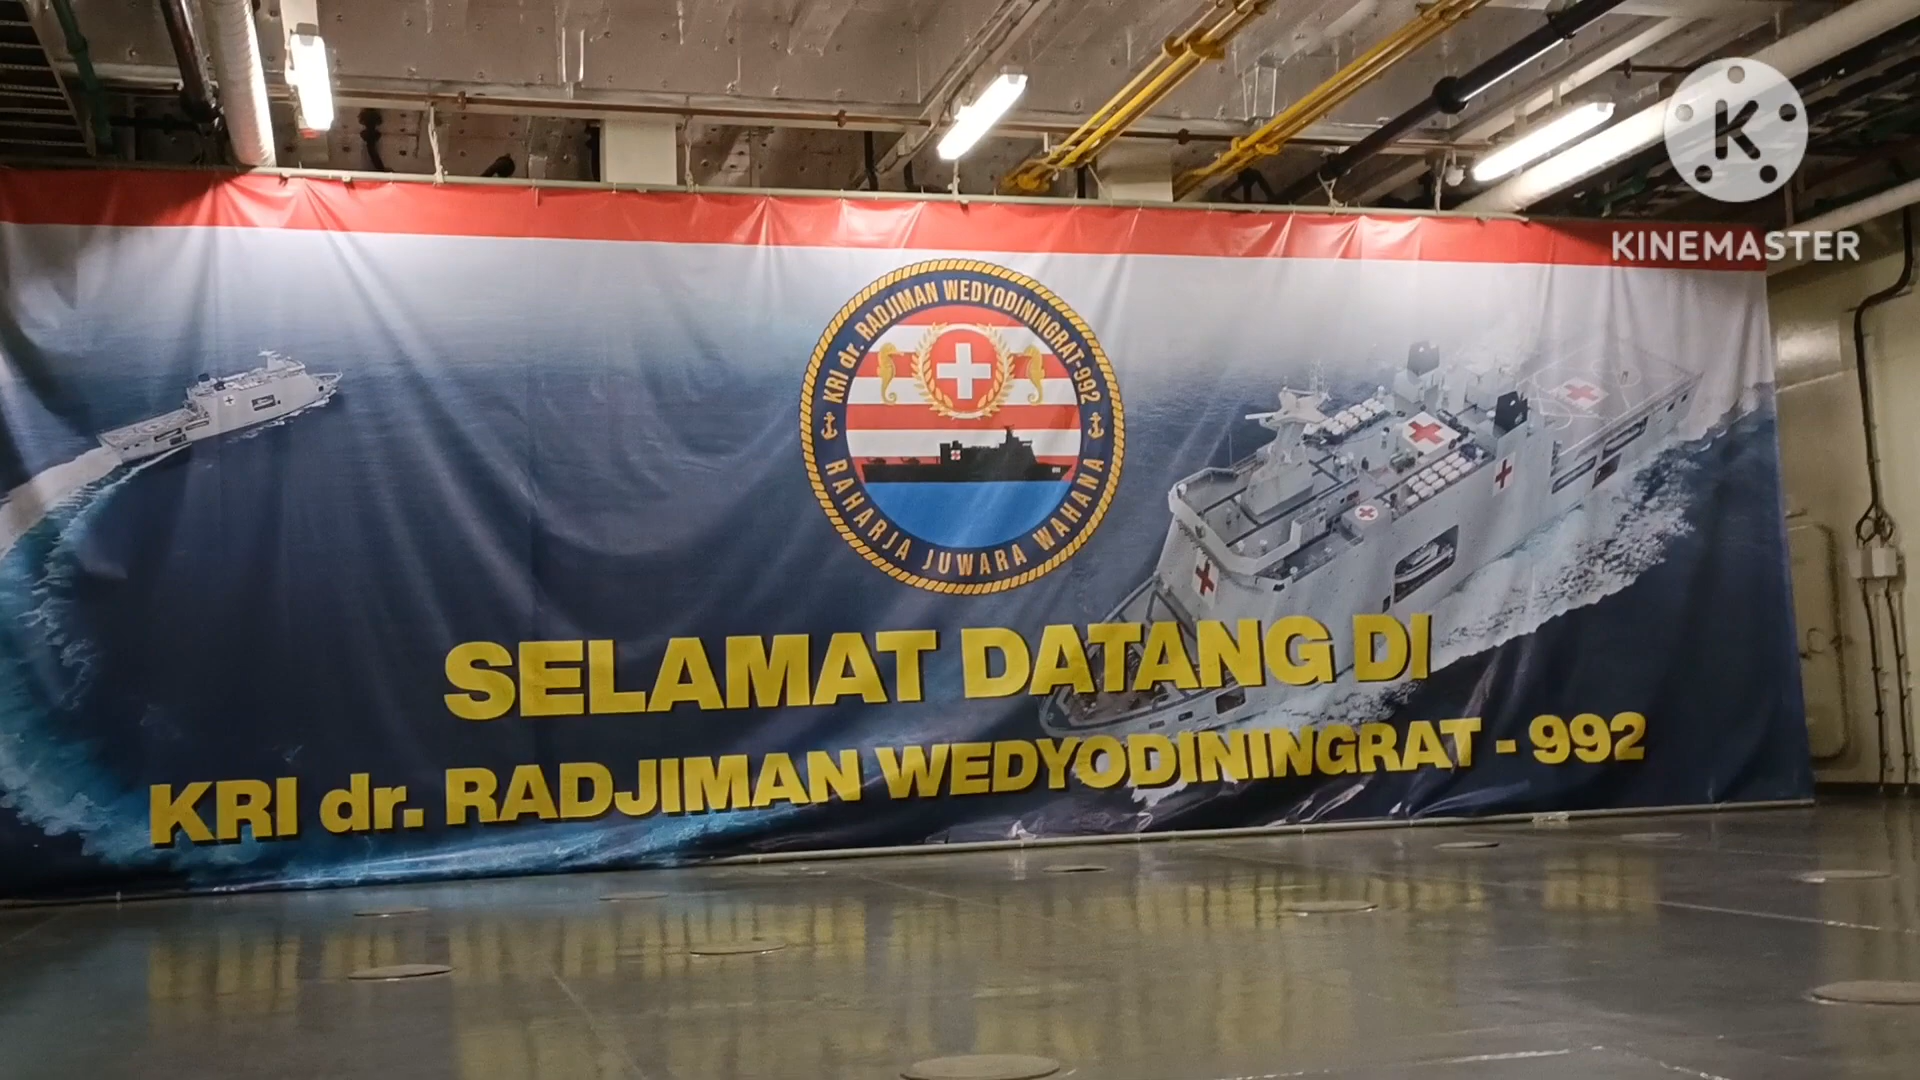 KINEMASTER
KRI dr. RADJIMAN WEDYODININGRAT-992
RAHARJA JUWARA WAHANA
SELAMAT DATANG DI
KRI dr. RADJIMAN WEDYODININGRAT - 992